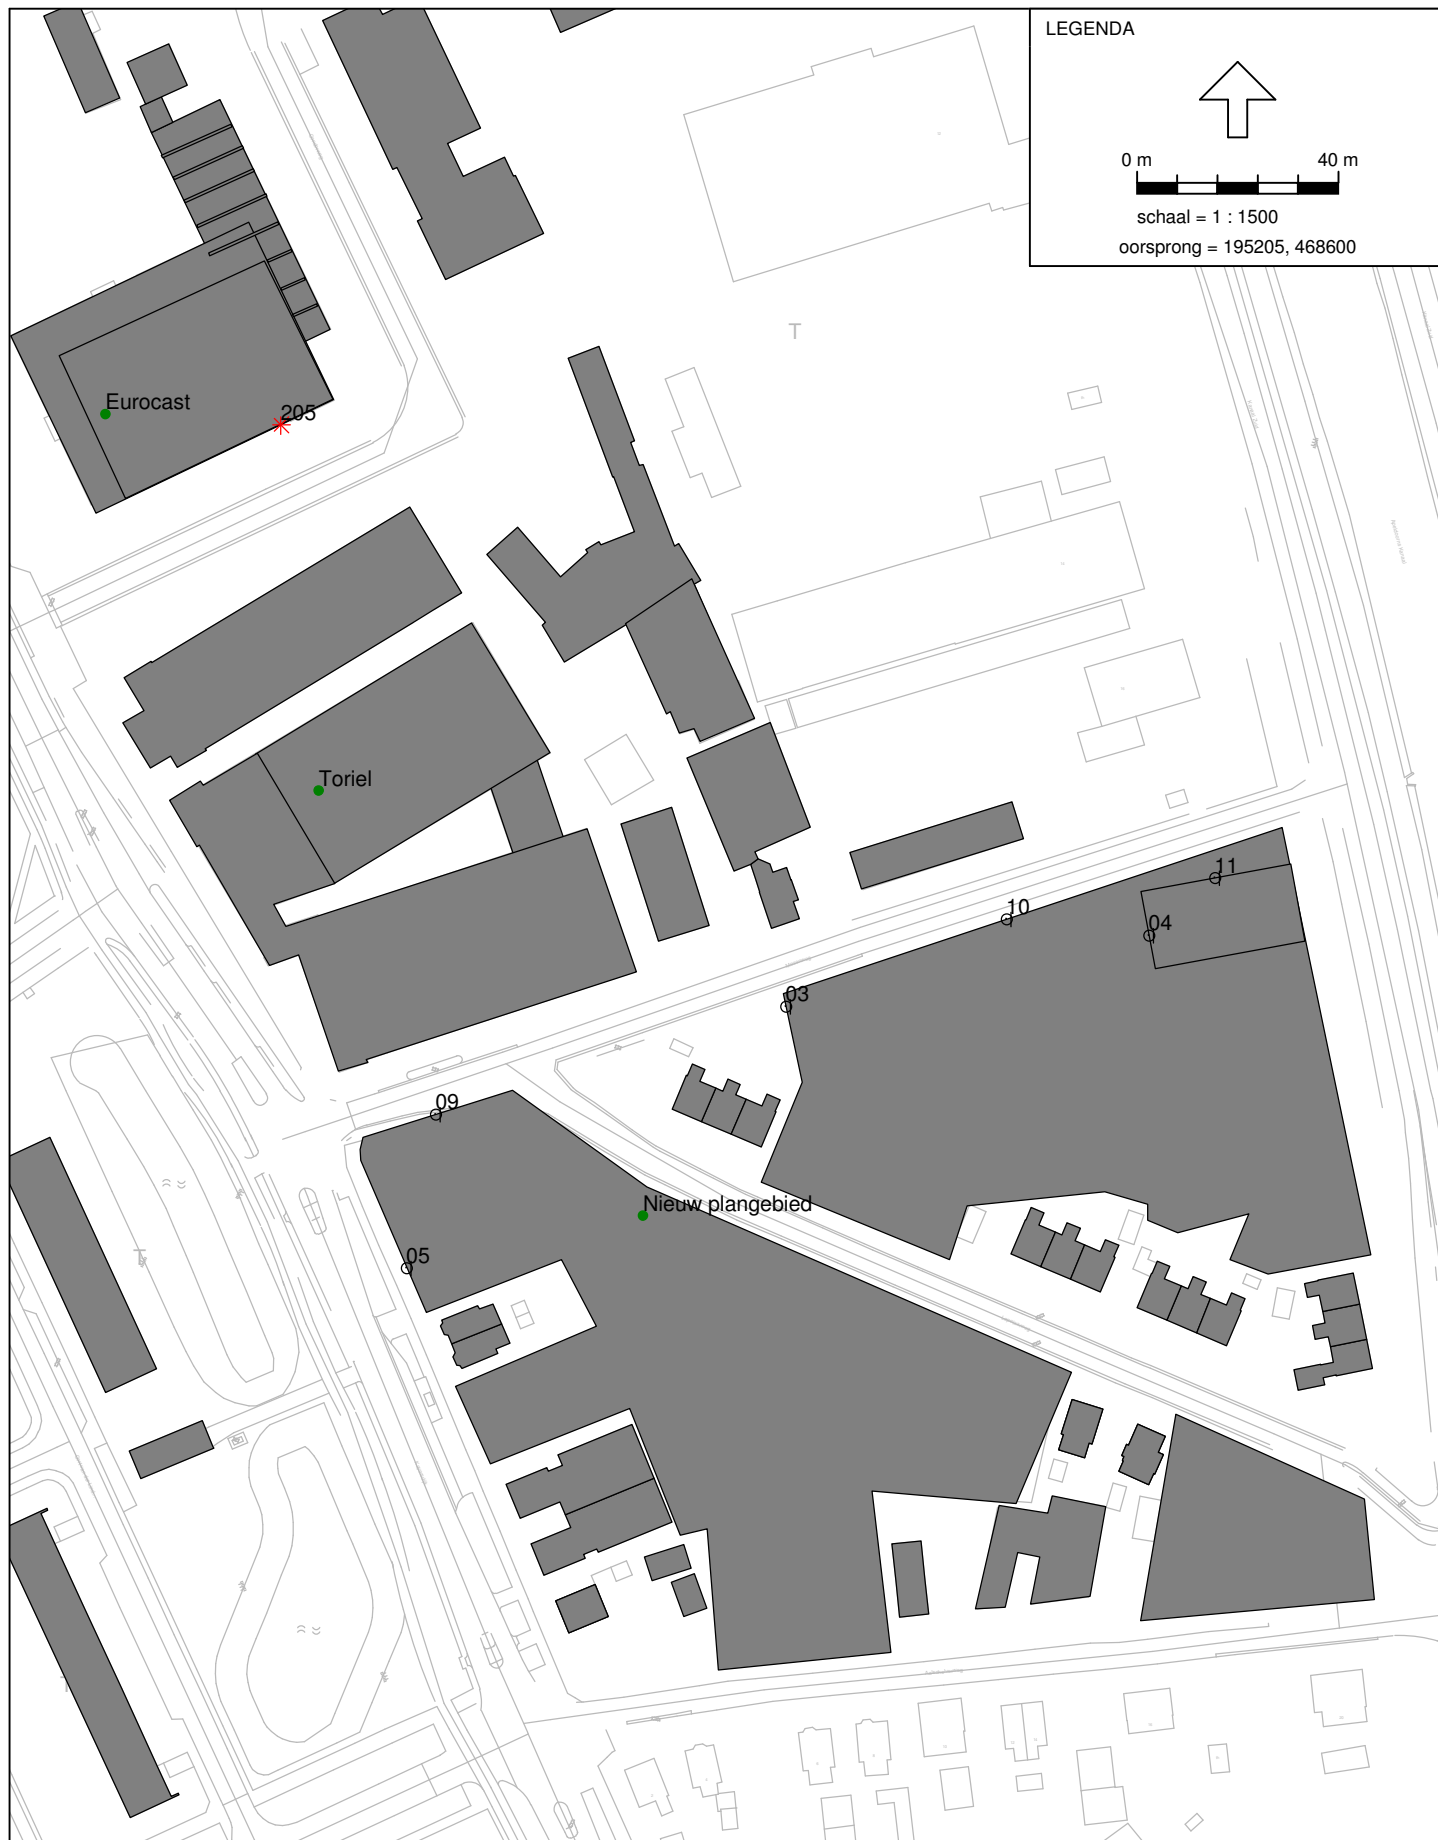 LEGENDA
0 m
40 m
schaal = 1 : 1500
oorsprong = 195205, 468600
T
Eurocast
205
Toriel
11
10
04
03
09
Nieuw plangebied
05
T